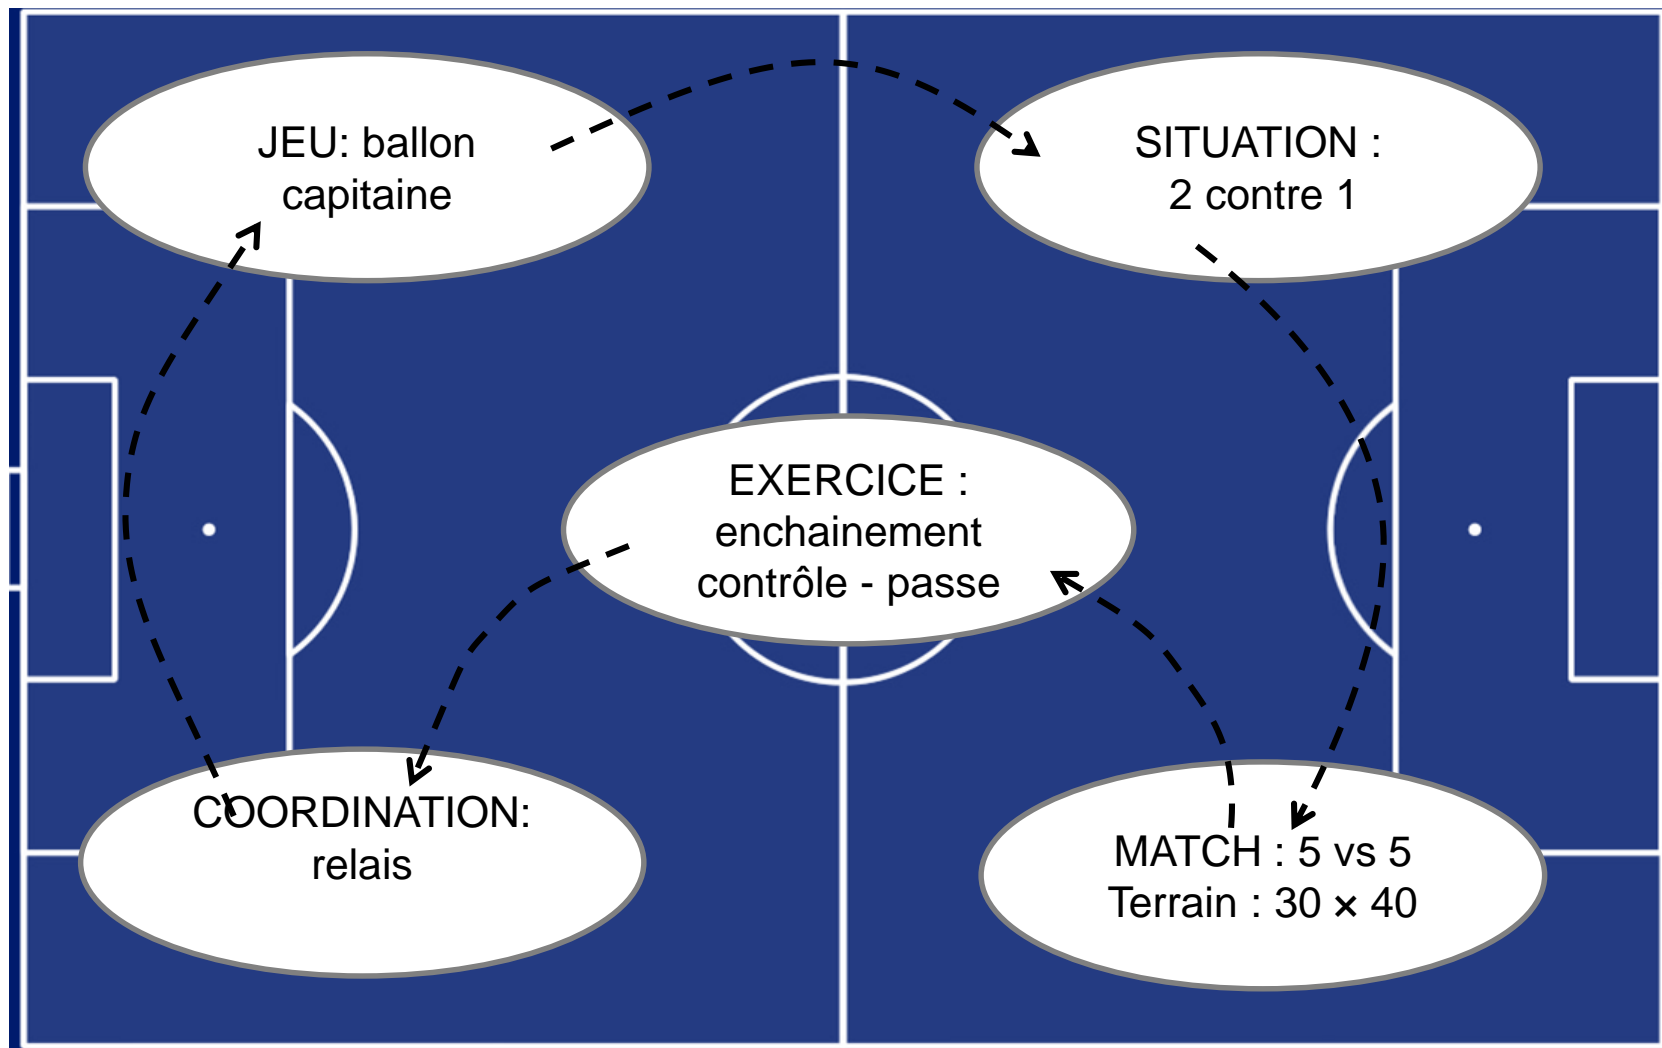 JEU: ballon
capitaine
SITUATION :
2 contre 1
EXERCICE :
enchainement
contrôle - passe
COORDINATION:
relais
MATCH : 5 vs 5
Terrain : 30 × 40